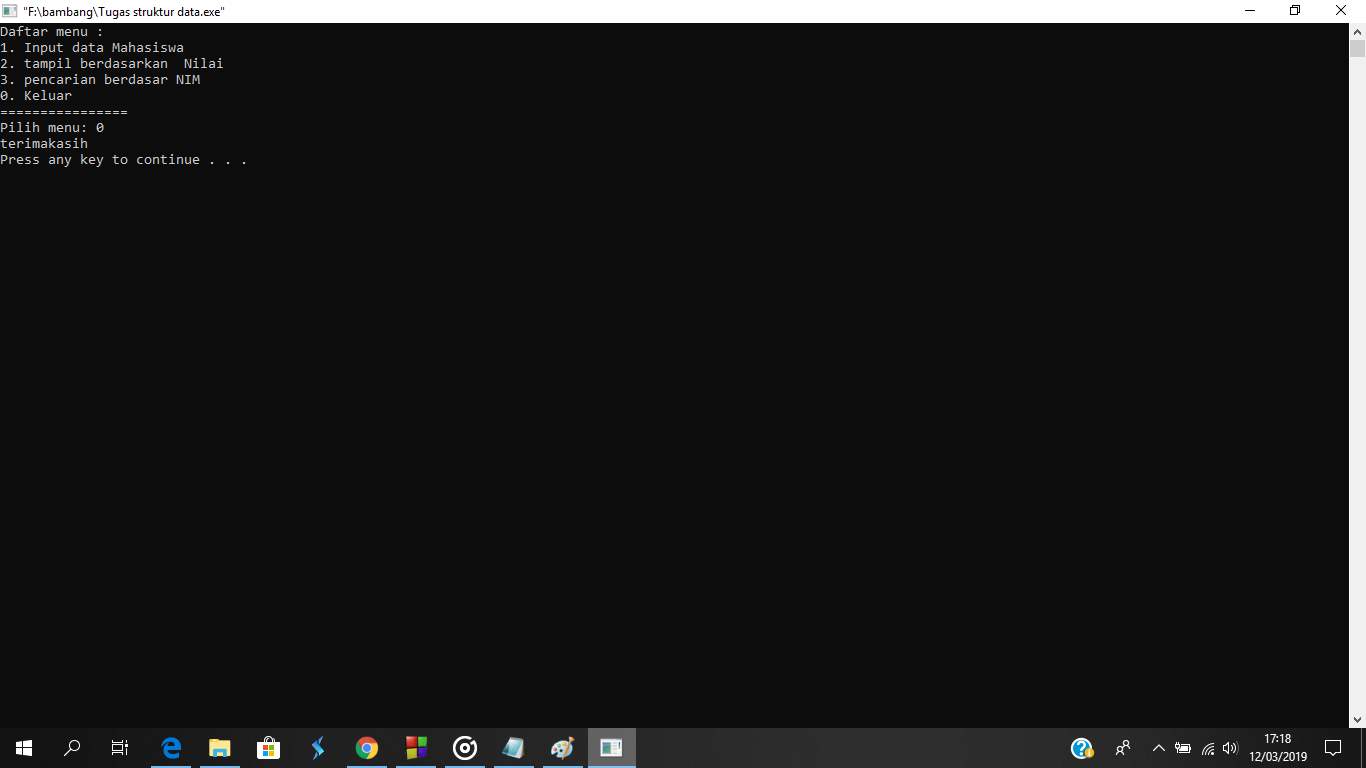 "F:\bambang\Tugas struktur data.exe"
Daftar menu :
1. Input data Mahasiswa
2. tampil berdasarkan  Nilai
3. pencarian berdasar NIM
0. Keluar
================
Pilih menu: 0
terimakasih
Press any key to continue . . .
17:18
12/03/2019